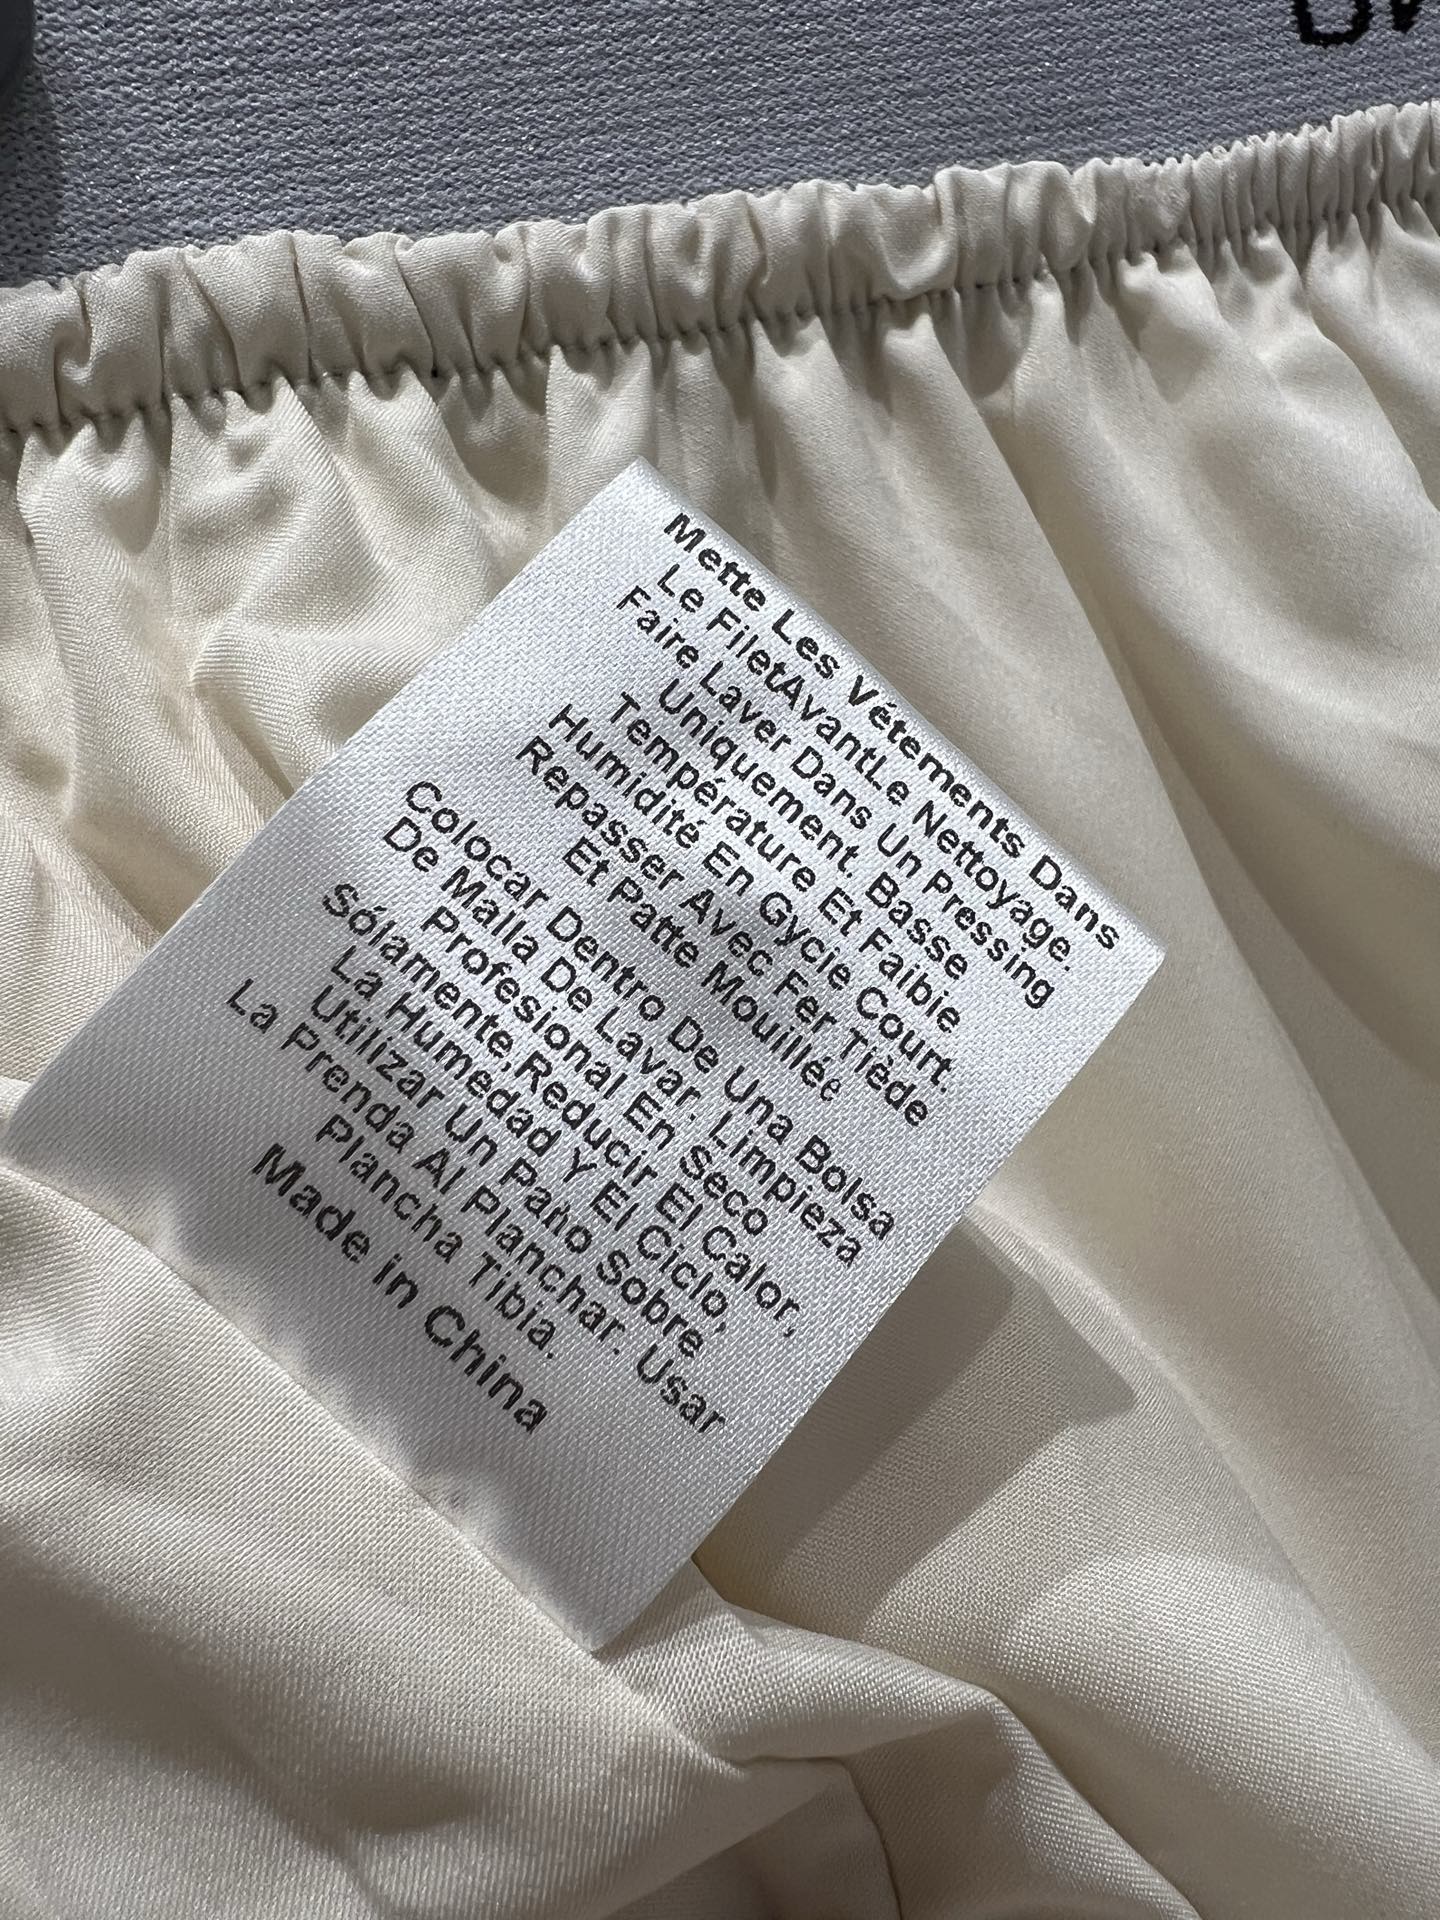 Mette Les Vêtements Dans
Le FiletAvantLe Nettoyage.
Faire Laver Dans Un Pressing
Uniquement. Basse
Température Et Faibie
Humidité En Gycie Court.
Repasser Avec Fer Tiède
Et Patte Mouillée
Colocar Dentro De Una Bolsa
De Malla De Lavar. Limpieza
Profesional En Seco
Sólamente,Reducir El Calor,
La Humedad Y El Ciclo,
Utilizar Un Paño Sobre,
La Prenda Al Planchar. Usar
Plancha Tibia.
Made in China